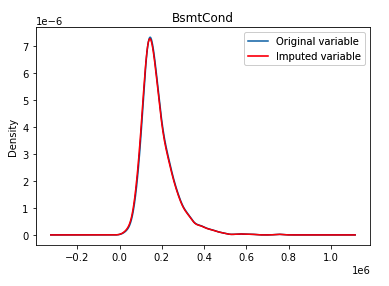 BsmtCond
1e−6
Original variable
Imputed variable
7
6
5
4
3
2
1
0
Density
−0.2
0.0
0.2
0.4
0.6
0.8
1.0
1e6